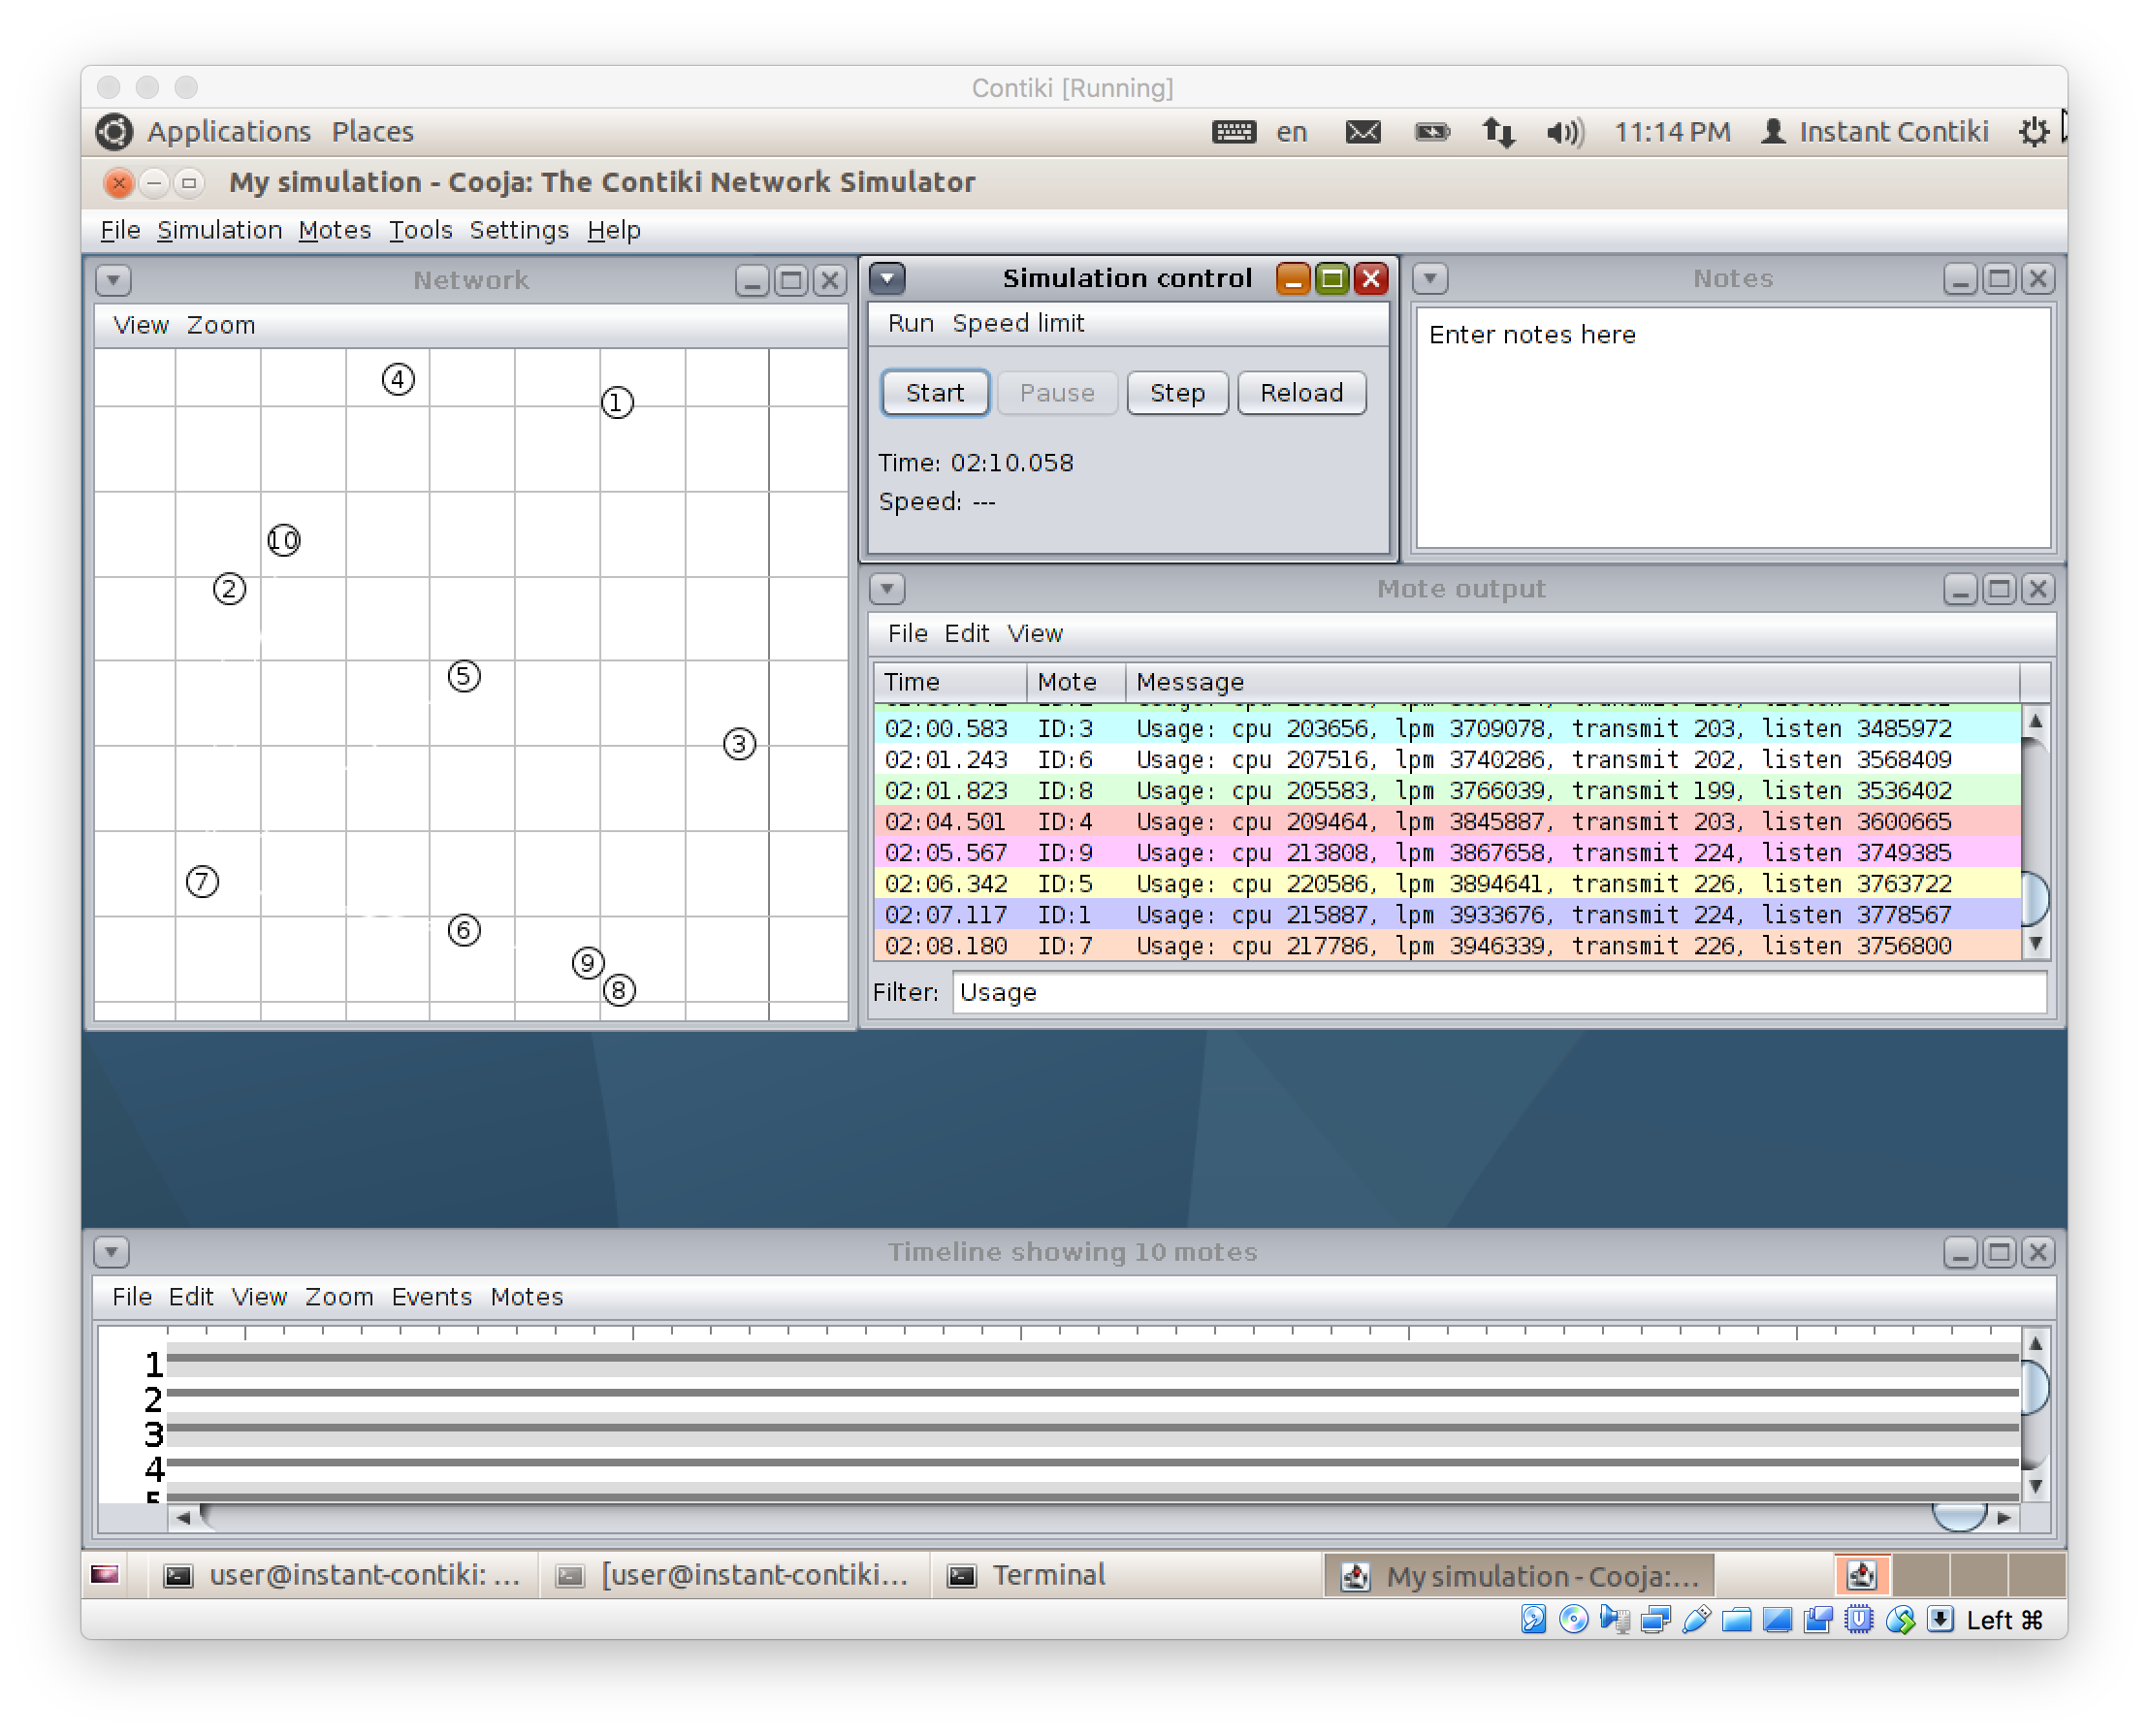 Contiki [Running]
Applications Places en 11:14 PM Instant Contiki
My simulation - Cooja: The Contiki Network Simulator
File Simulation Motes Tools Settings Help
Network
View Zoom
4
1
10
2
5
3
7
6
9
8
Simulation control
Run Speed limit
Start Pause Step Reload
Time: 02:10.058
Speed: ---
Notes
Enter notes here
Mote output
File Edit View
Time Mote Message
02:00.583 ID:3 Usage: cpu 203656, lpm 3709078, transmit 203, listen 3485972
02:01.243 ID:6 Usage: cpu 207516, lpm 3740286, transmit 202, listen 3568409
02:01.823 ID:8 Usage: cpu 205583, lpm 3766039, transmit 199, listen 3536402
02:04.501 ID:4 Usage: cpu 209464, lpm 3845887, transmit 203, listen 3600665
02:05.567 ID:9 Usage: cpu 213808, lpm 3867658, transmit 224, listen 3749385
02:06.342 ID:5 Usage: cpu 220586, lpm 3894641, transmit 226, listen 3763722
02:07.117 ID:1 Usage: cpu 215887, lpm 3933676, transmit 224, listen 3778567
02:08.180 ID:7 Usage: cpu 217786, lpm 3946339, transmit 226, listen 3756800
Filter: Usage
Timeline showing 10 motes
File Edit View Zoom Events Motes
1
2
3
4
5
user@instant-contiki: ... [user@instant-contiki... Terminal My simulation - Cooja:...
Left ⌘